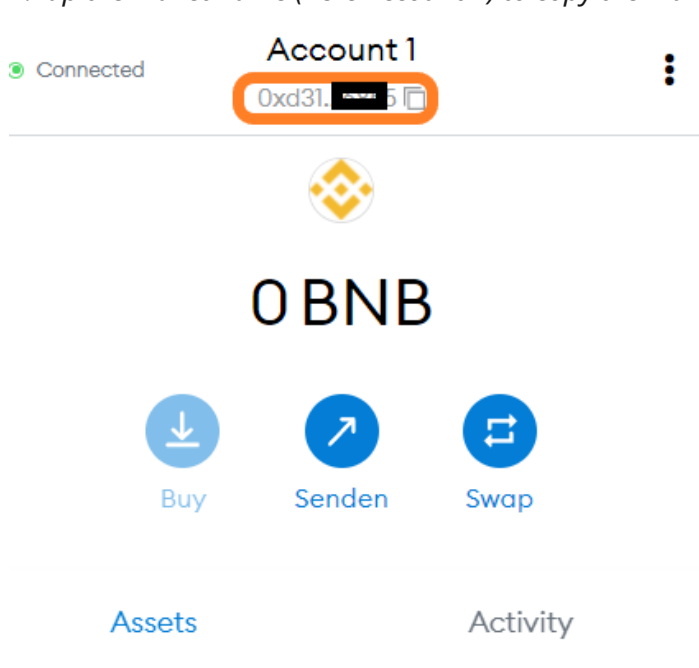 Account 1
Connected
0xd31. 5
0 BNB
Buy
Senden
Swap
Assets
Activity